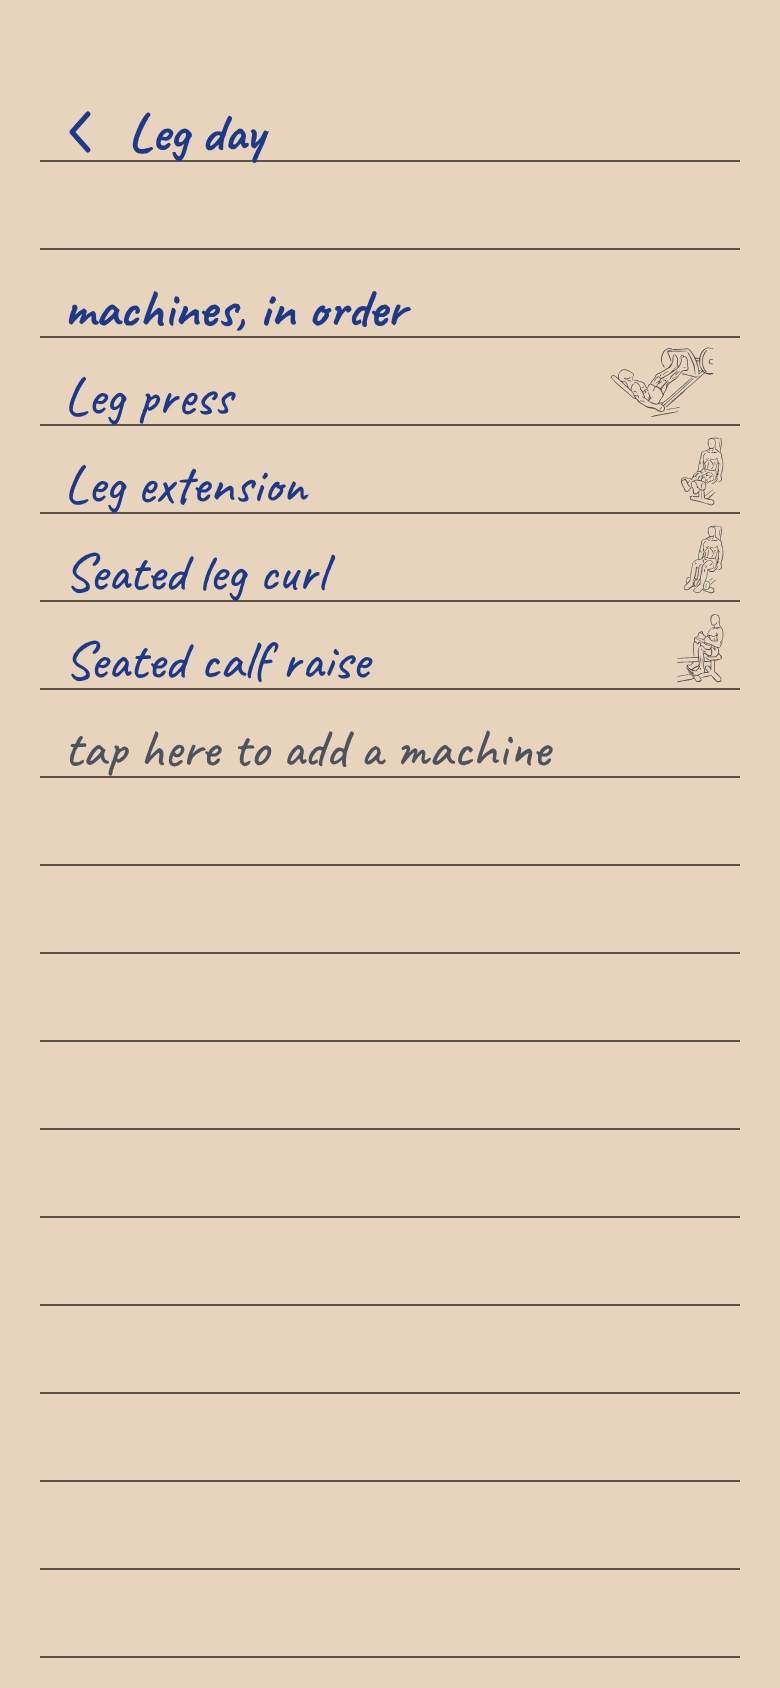 Leg day
machines, in order
Leg press
Leg extension
Seated leg curl
Seated calf raise
tap here to add a machine